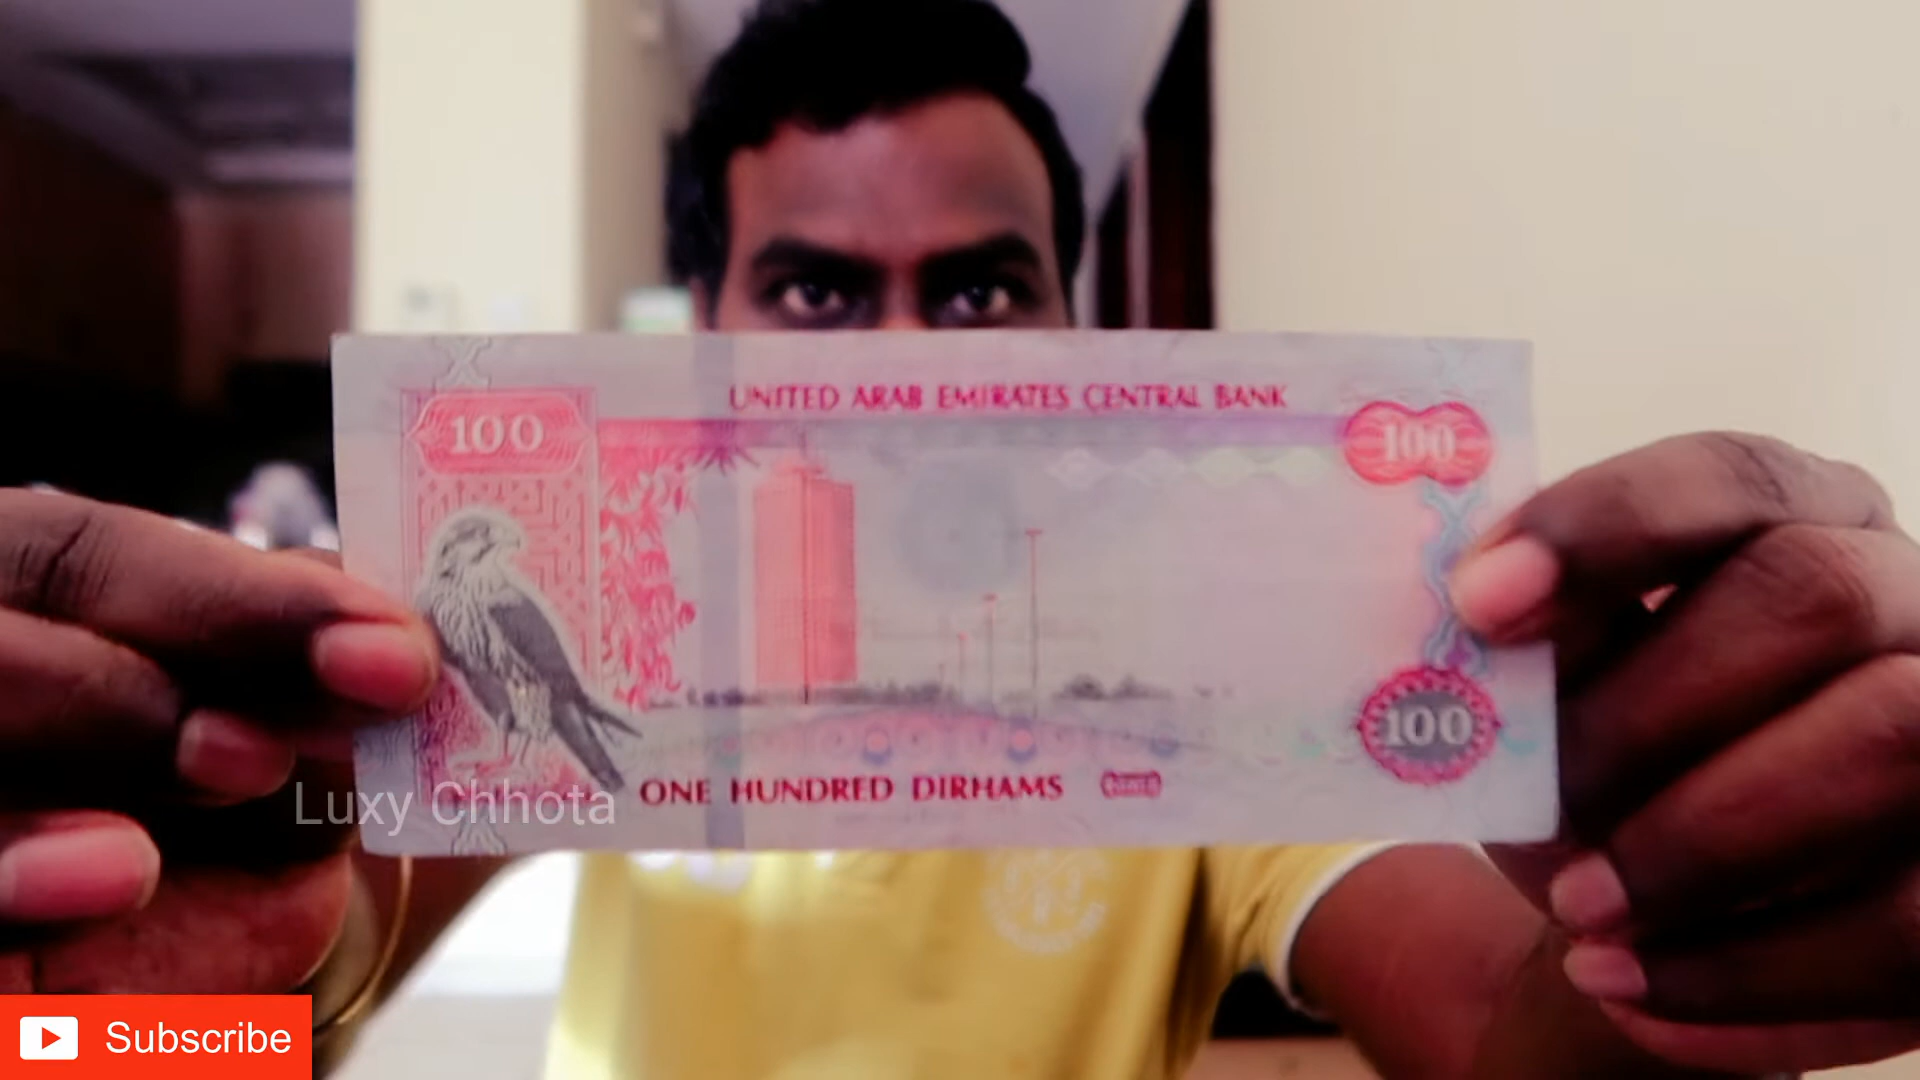 UNITED ARAB EMIRATES CENTRAL BANK
100
100
100
ONE HUNDRED DIRHAMS
Luxy Chhota
Subscribe